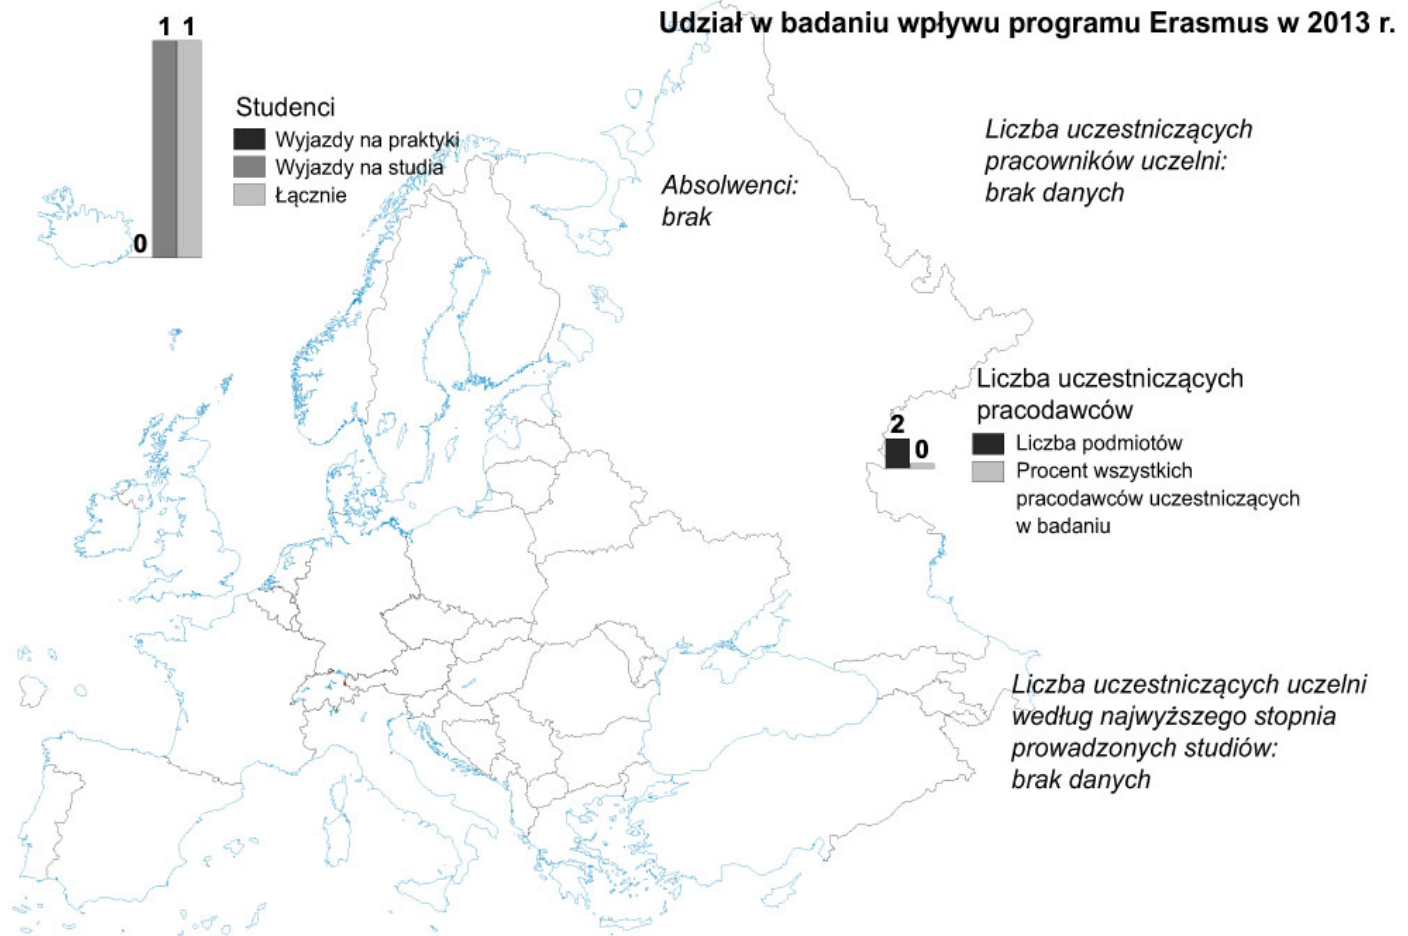 Udział w badaniu wpływu programu Erasmus w 2013 r.
1 1
0
Studenci
Wyjazdy na praktyki
Wyjazdy na studia
Łącznie
Absolwenci:
brak
Liczba uczestniczących
pracowników uczelni:
brak danych
2
0
Liczba uczestniczących
pracodawców
Liczba podmiotów
Procent wszystkich
pracodawców uczestniczących
w badaniu
Liczba uczestniczących uczelni
według najwyższego stopnia
prowadzonych studiów:
brak danych